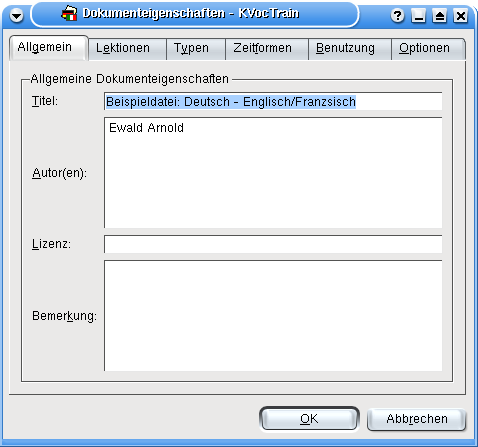 Dokumenteigenschaften - KVocTrain
Allgemein Lektionen Typen Zeitformen Benutzung Optionen
Allgemeine Dokumenteigenschaften
Titel: Beispieldatei: Deutsch - Englisch/Franzsisch
Ewald Arnold
Autor(en):
Lizenz:
Bemerkung:
OK Abbrechen